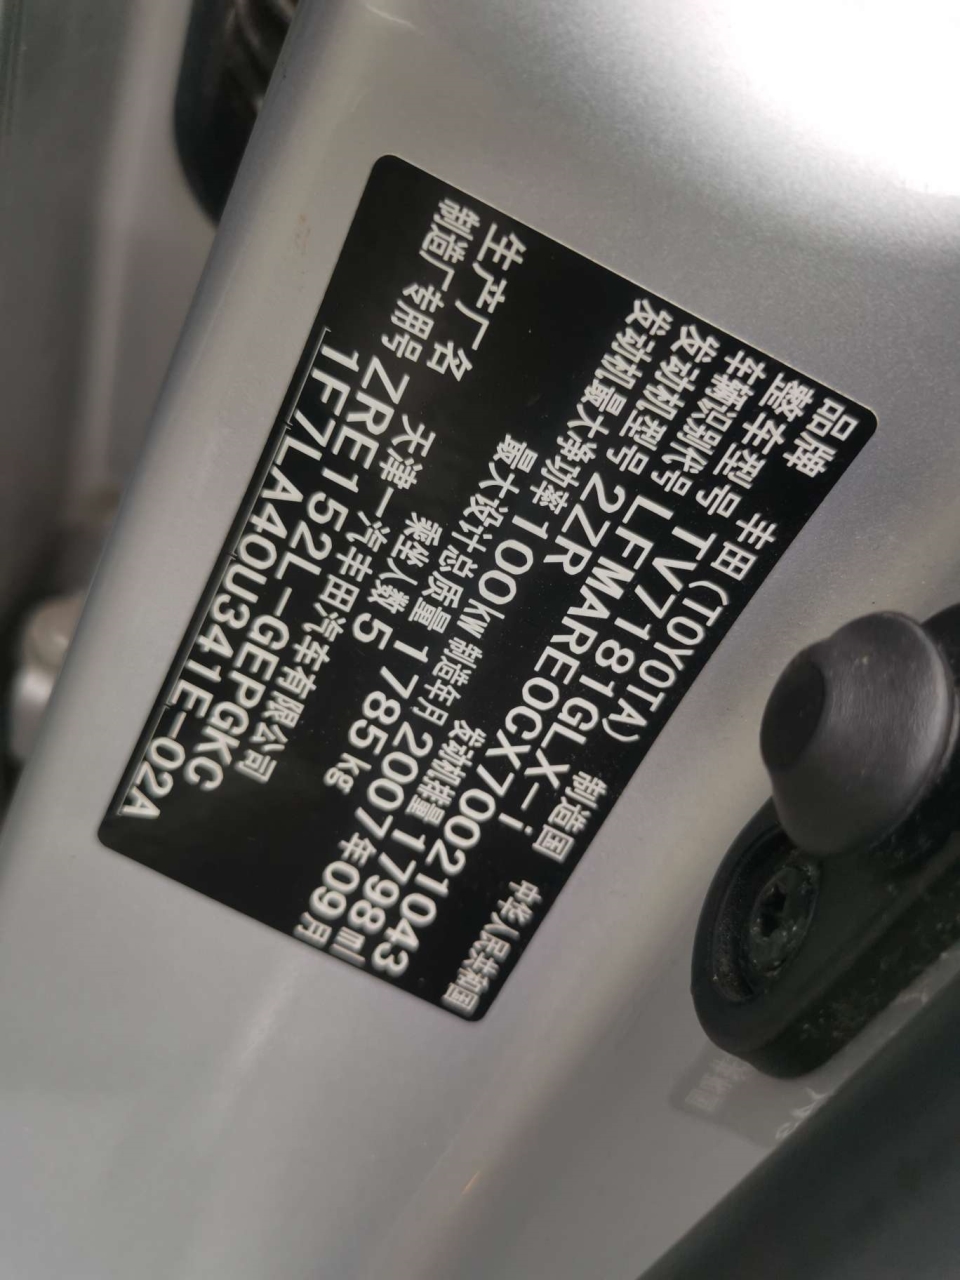 品牌 丰田(TOYOTA) 制造国 中华人民共和国
整车型号 TV7181GLX-i
车辆识别代号 LFMARE0CX70021043
发动机型号 2ZR 发动机排量 1798ml
发动机最大净功率 100kw 制造年月 2007年09月
最大设计总质量 1785kg
乘坐人数 5
生产厂名 天津一汽丰田汽车有限公司
制造厂专用号 ZRE152L-GEPGKC
1F7LA40U341E-02A